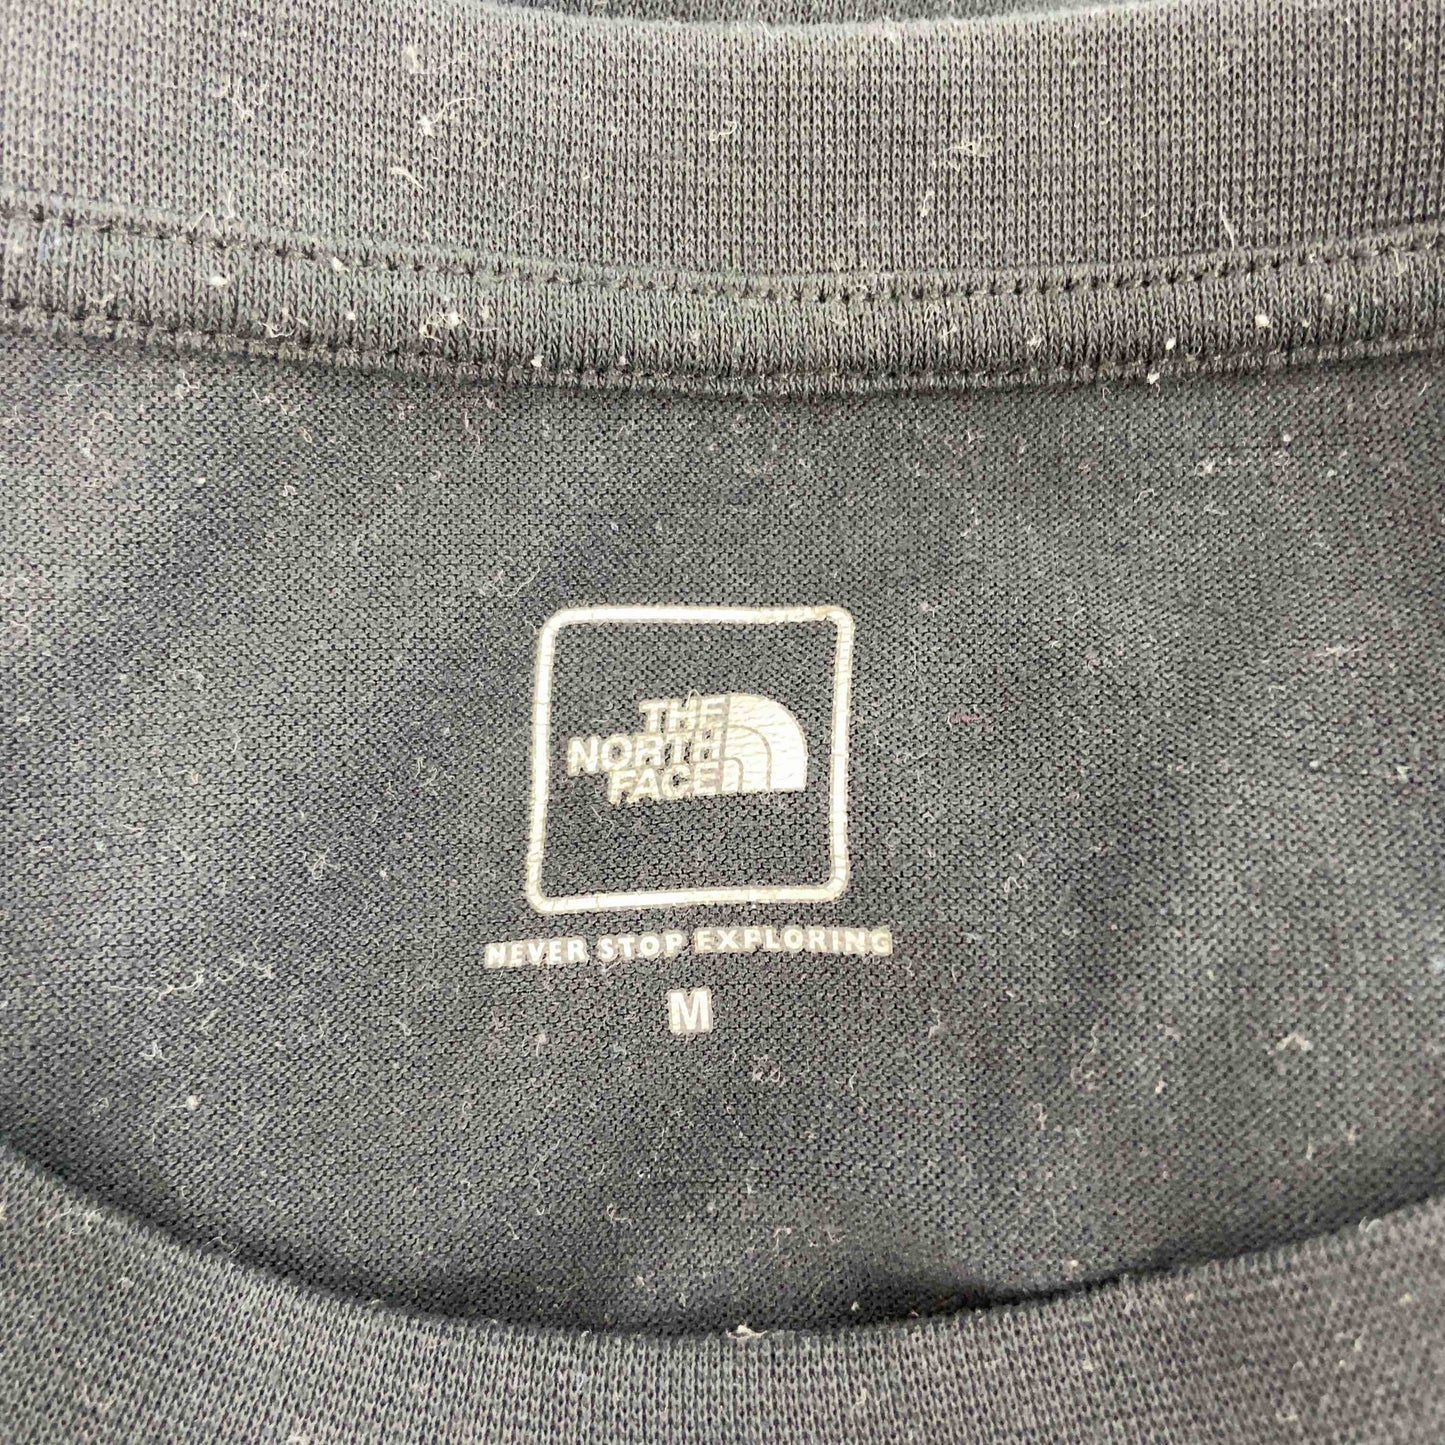 THE
NORTH
FACE
NEVER STOP EXPLORING
M